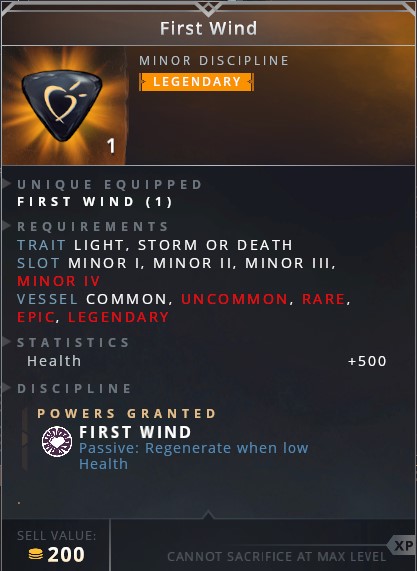 First Wind
MINOR DISCIPLINE
LEGENDARY
1
UNIQUE EQUIPPED
FIRST WIND (1)
REQUIREMENTS
TRAIT LIGHT, STORM OR DEATH
SLOT MINOR I, MINOR II, MINOR III,
MINOR IV
VESSEL COMMON, UNCOMMON, RARE,
EPIC, LEGENDARY
STATISTICS
Health +500
DISCIPLINE
POWERS GRANTED
FIRST WIND
Passive: Regenerate when low
Health
.
SELL VALUE:
200
XP
CANNOT SACRIFICE AT MAX LEVEL